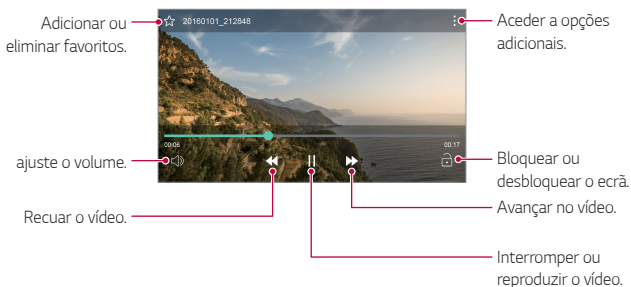 Adicionar ou
eliminar favoritos.
20160101_212848
Aceder a opções
adicionais.
00:06
00:17
ajuste o volume.
Bloquear ou
desbloquear o ecrã.
Recuar o vídeo.
Avançar no vídeo.
Interromper ou
reproduzir o vídeo.